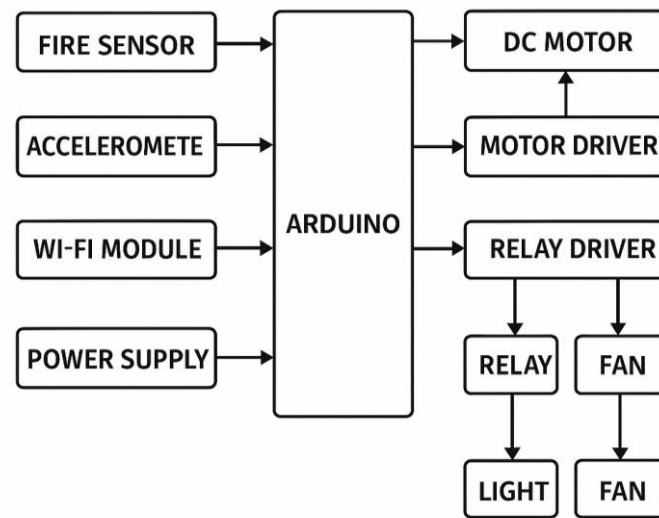 FIRE SENSOR
ACCELEROMETE
WI-FI MODULE
POWER SUPPLY
ARDUINO
DC MOTOR
MOTOR DRIVER
RELAY DRIVER
RELAY
FAN
LIGHT
FAN